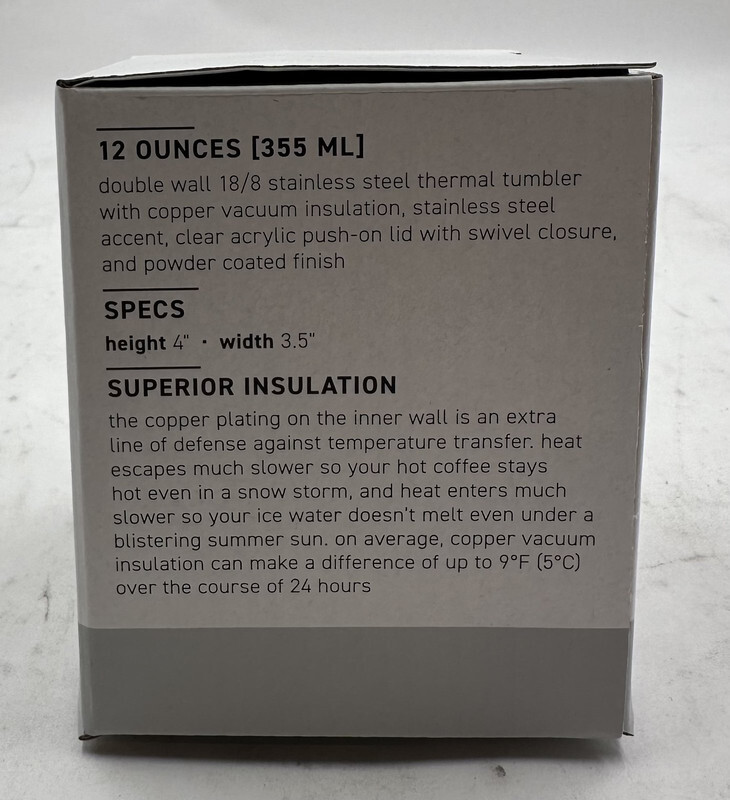 12 OUNCES [355 ML]
double wall 18/8 stainless steel thermal tumbler
with copper vacuum insulation, stainless steel
accent, clear acrylic push-on lid with swivel closure,
and powder coated finish
SPECS
height 4" · width 3.5"
SUPERIOR INSULATION
the copper plating on the inner wall is an extra
line of defense against temperature transfer. heat
escapes much slower so your hot coffee stays
hot even in a snow storm, and heat enters much
slower so your ice water doesn't melt even under a
blistering summer sun. on average, copper vacuum
insulation can make a difference of up to 9°F (5°C)
over the course of 24 hours